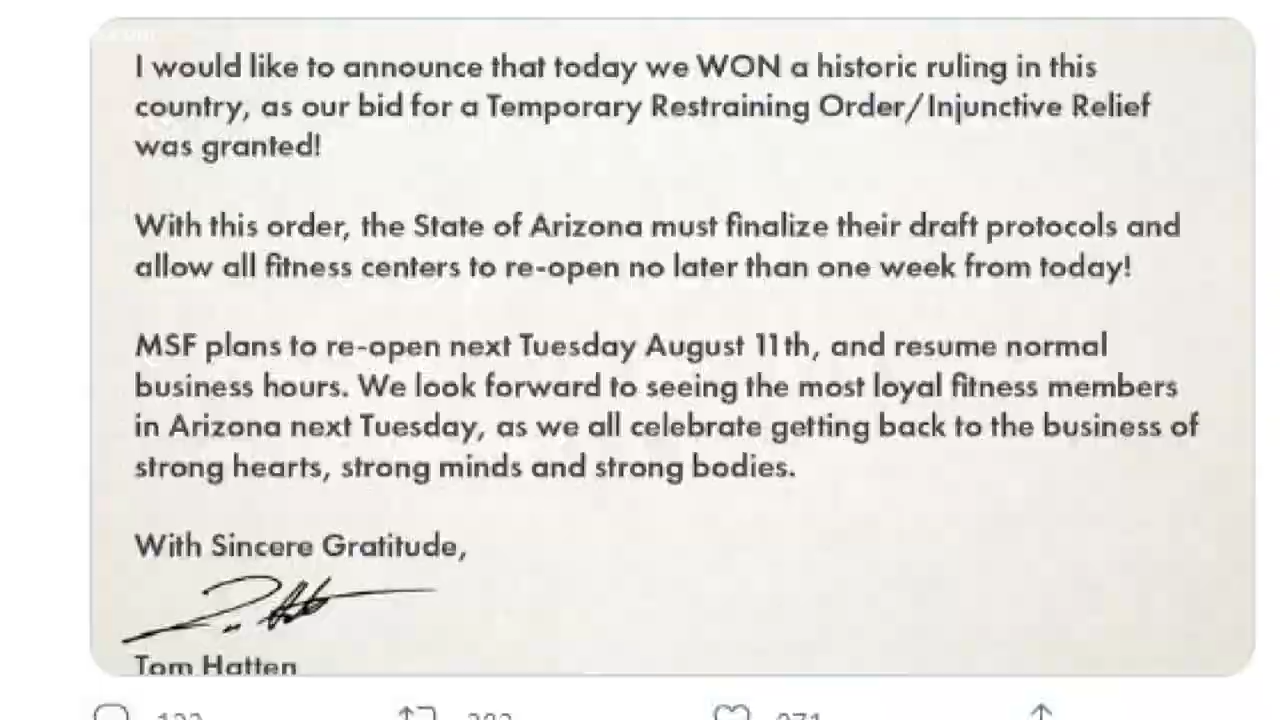 I would like to announce that today we WON a historic ruling in this
country, as our bid for a Temporary Restraining Order/Injunctive Relief
was granted!
With this order, the State of Arizona must finalize their draft protocols and
allow all fitness centers to re-open no later than one week from today!
MSF plans to re-open next Tuesday August 11th, and resume normal
business hours. We look forward to seeing the most loyal fitness members
in Arizona next Tuesday, as we all celebrate getting back to the business of
strong hearts, strong minds and strong bodies.
With Sincere Gratitude,
Tom Hatten